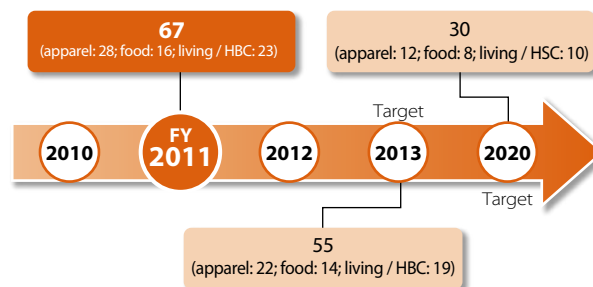 67
(apparel: 28; food: 16; living / HBC: 23)
30
(apparel: 12; food: 8; living / HSC: 10)
Target
2010
FY
2011
2012
2013
2020
Target
55
(apparel: 22; food: 14; living / HBC: 19)